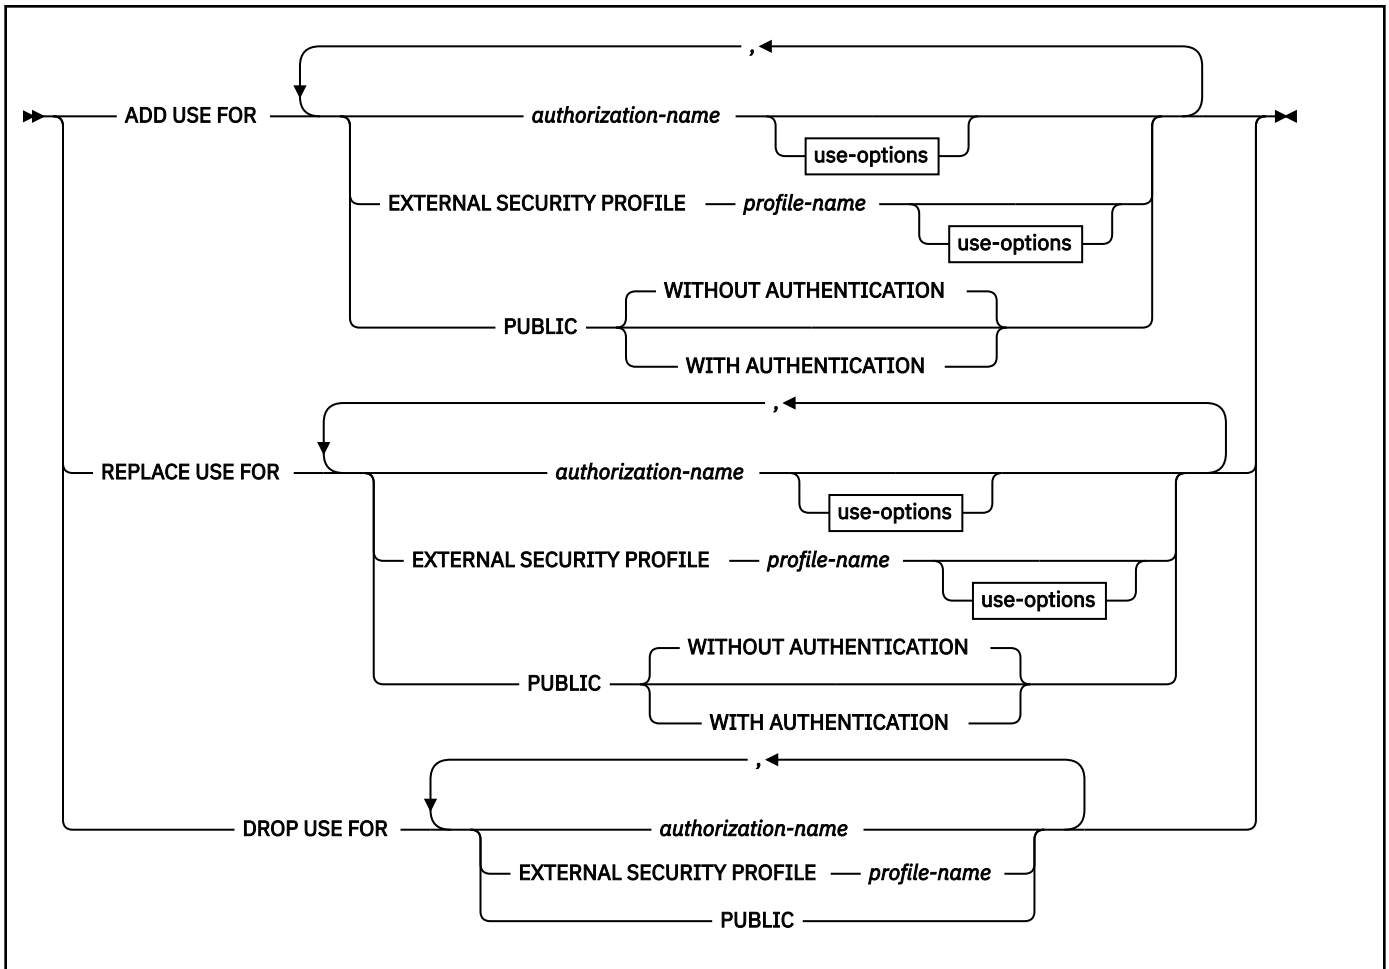 ,
ADD USE FOR authorization-name
use-options
EXTERNAL SECURITY PROFILE profile-name
use-options
WITHOUT AUTHENTICATION
PUBLIC
WITH AUTHENTICATION
,
REPLACE USE FOR authorization-name
use-options
EXTERNAL SECURITY PROFILE profile-name
use-options
WITHOUT AUTHENTICATION
PUBLIC
WITH AUTHENTICATION
,
DROP USE FOR authorization-name
EXTERNAL SECURITY PROFILE profile-name
PUBLIC